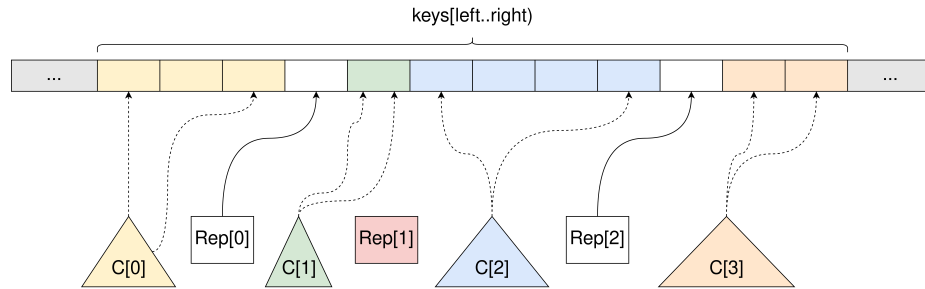 keys[left..right)
...
...
Rep[0]
Rep[1]
Rep[2]
C[0]
C[1]
C[2]
C[3]